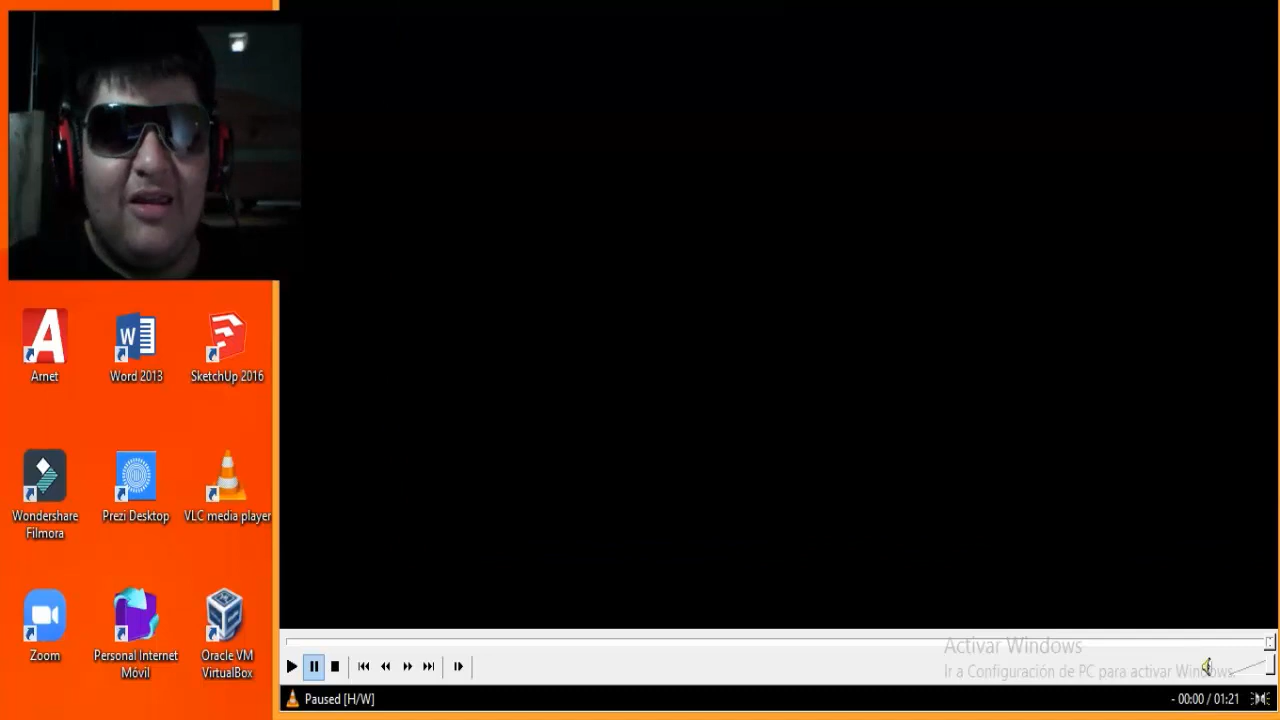 Arnet
Word 2013
SketchUp 2016
Wondershare
Filmora
Prezi Desktop
VLC media player
Zoom
Personal Internet
Móvil
Oracle VM
VirtualBox
Activar Windows
Ir a Configuración de PC para activar Windows.
Paused [H/W]
- 00:00 / 01:21